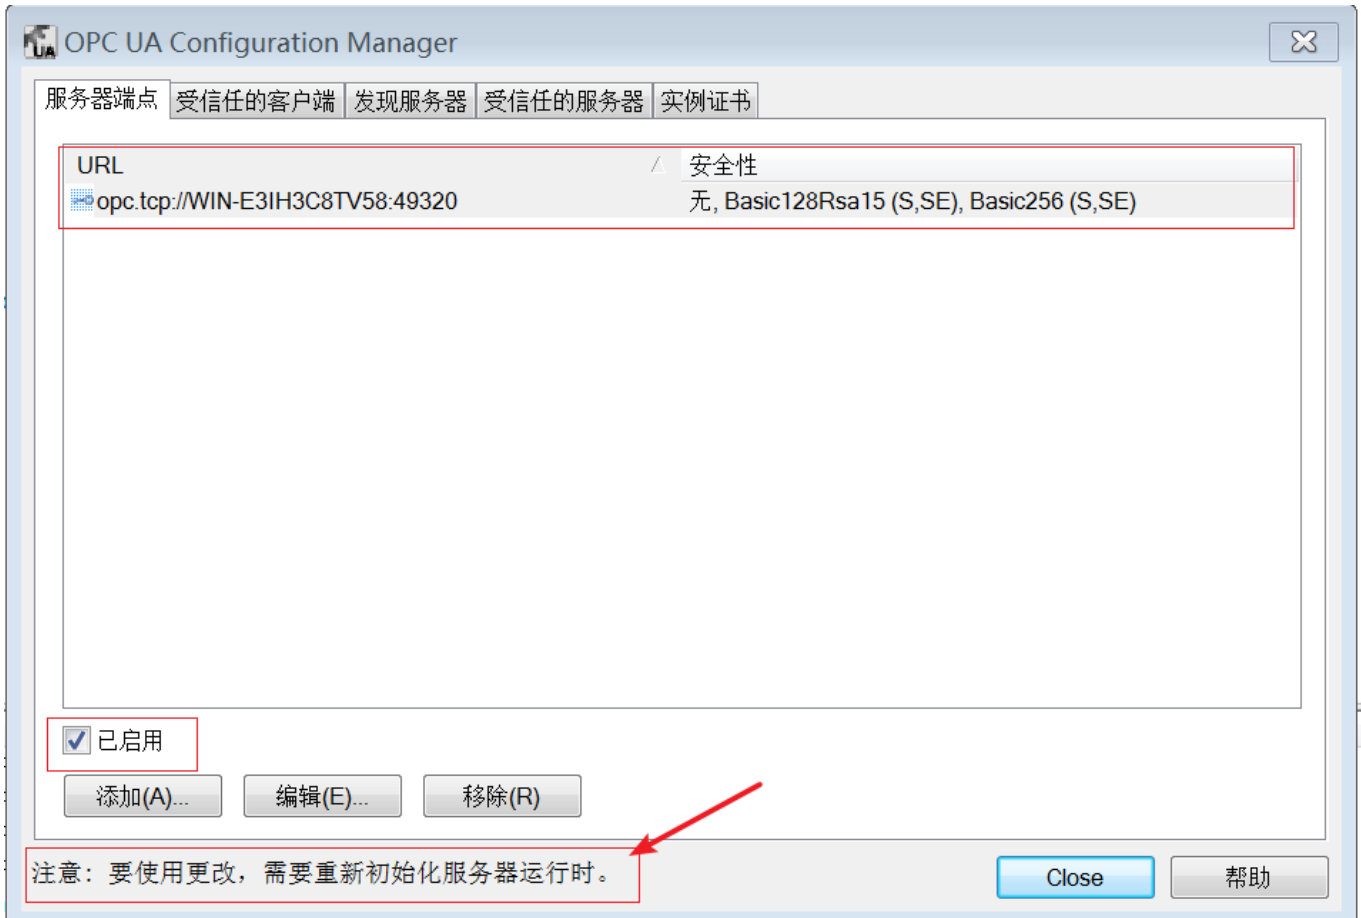 OPC UA Configuration Manager
服务器端点 受信任的客户端 发现服务器 受信任的服务器 实例证书
URL 安全性
opc.tcp://WIN-E3IH3C8TV58:49320 无, Basic128Rsa15 (S,SE), Basic256 (S,SE)
已启用
添加(A)... 编辑(E)... 移除(R)
注意: 要使用更改，需要重新初始化服务器运行时。
Close 帮助